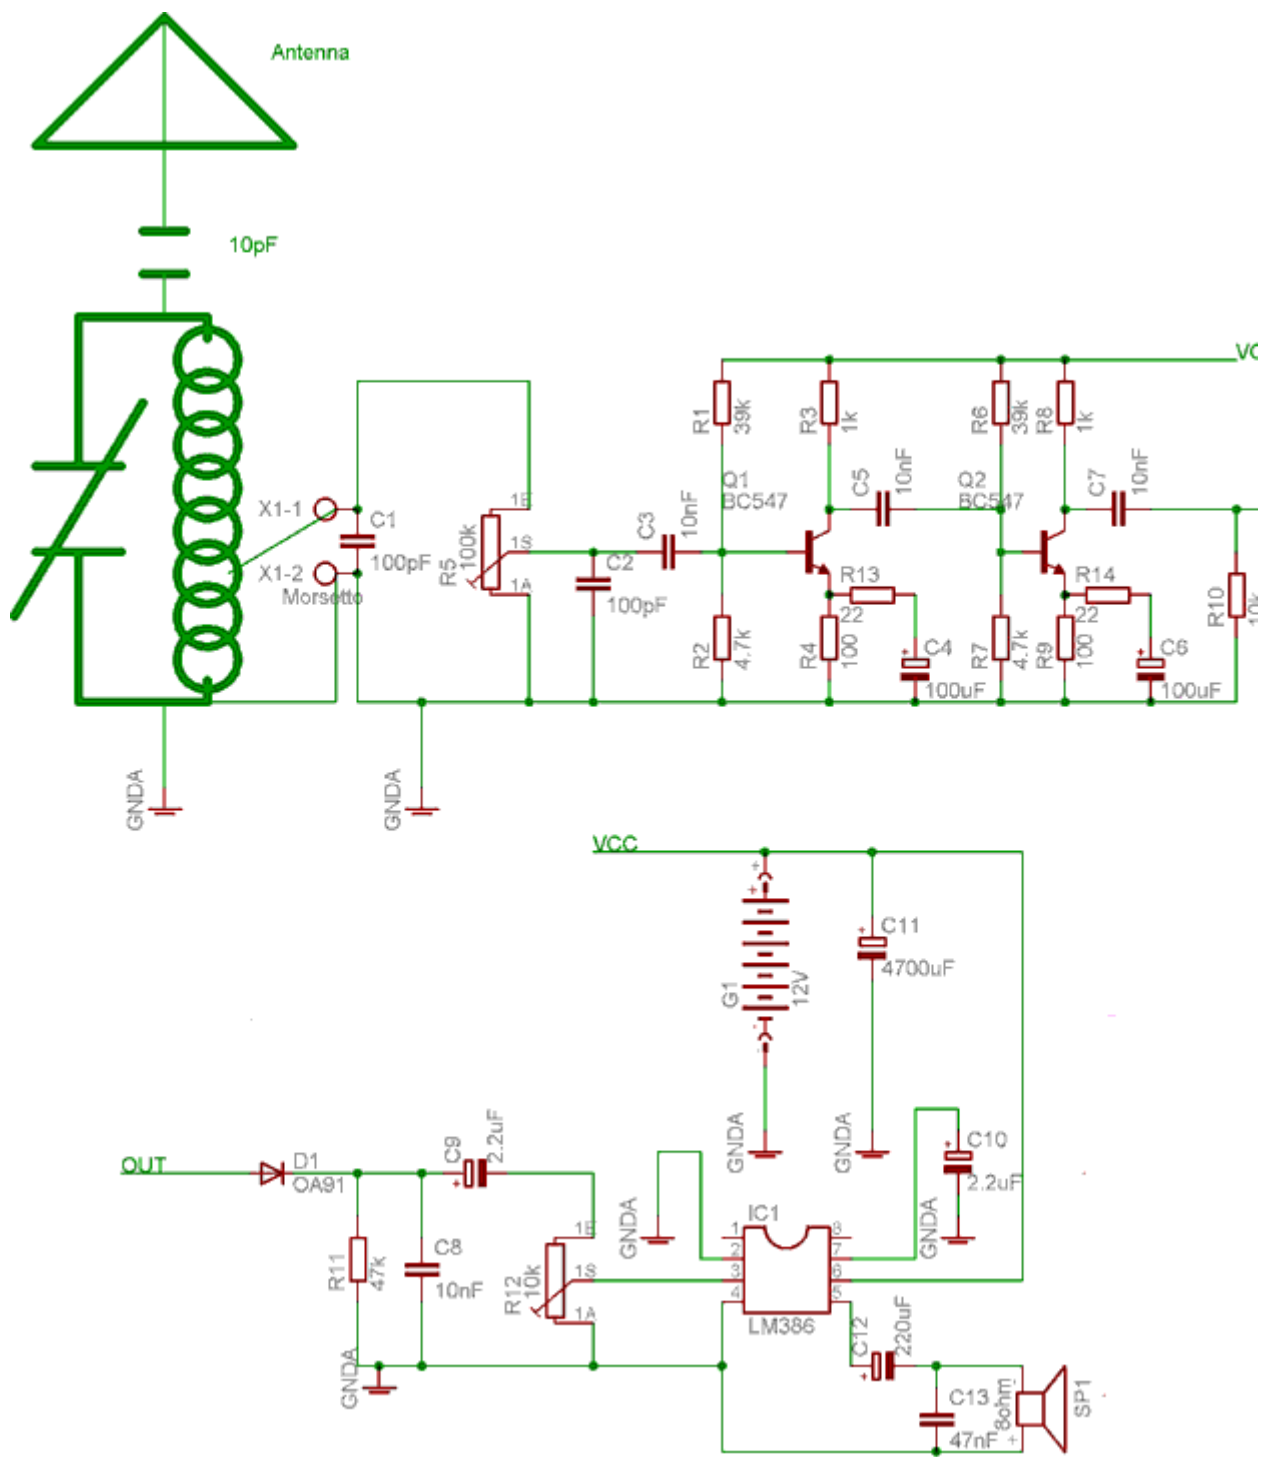 Antenna
10pF
X1-1
X1-2
Morsetto
C1
100pF
1E
1S
1A
R5
100k
C2
100pF
C3
10nF
R1
39k
R2
4.7k
Q1
BC547
R3
1k
C5
10nF
R13
22
R4
100
C4
100uF
R6
39k
R7
4.7k
Q2
BC547
R8
1k
C7
10nF
R14
22
R9
100
C6
100uF
R10
GNDA
GNDA
VCC
G1
12V
C11
4700uF
GNDA
GNDA
C10
2.2uF
GNDA
OUT
D1
OA91
R11
47k
C8
10nF
C9
2.2uF
GNDA
1E
1S
1A
R12
10k
GNDA
IC1
1
2
3
4
8
7
6
5
LM386
C12
220uF
C13
47nF
8ohm
SP1